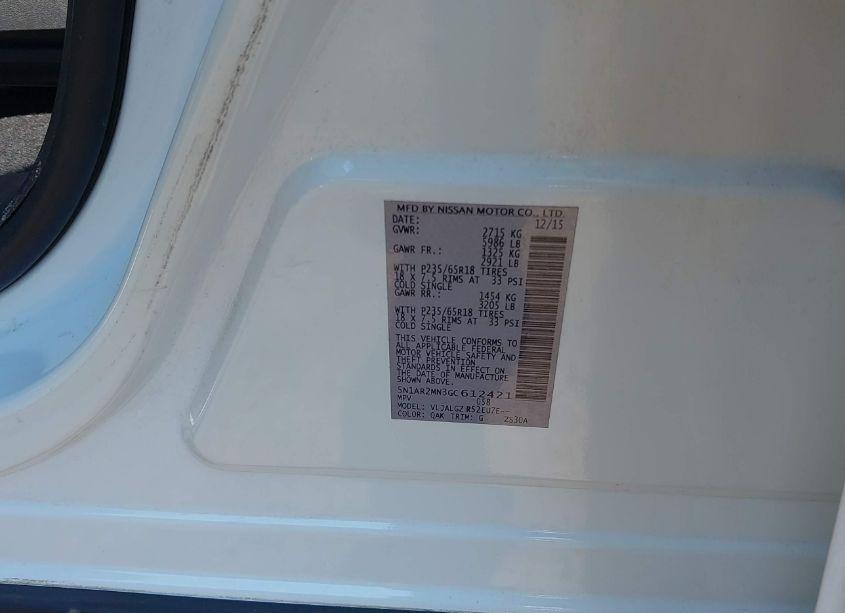 MFD BY NISSAN MOTOR CO., LTD.
DATE: 12/15
GVWR: 2715 KG
5986 LB
GAWR FR.: 1325 KG
2921 LB
WITH P235/65R18 TIRES
18 X 7.5 RIMS AT 33 PSI
COLD SINGLE
GAWR RR.: 1454 KG
3205 LB
WITH P235/65R18 TIRES
18 X 7.5 RIMS AT 33 PSI
COLD SINGLE
THIS VEHICLE CONFORMS TO
ALL APPLICABLE FEDERAL
MOTOR VEHICLE SAFETY AND
THEFT PREVENTION
STANDARDS IN EFFECT ON
THE DATE OF MANUFACTURE
SHOWN ABOVE.
5N1AR2MN3GC612421
MPV
MODEL:
COLOR: QAK TRIM: G